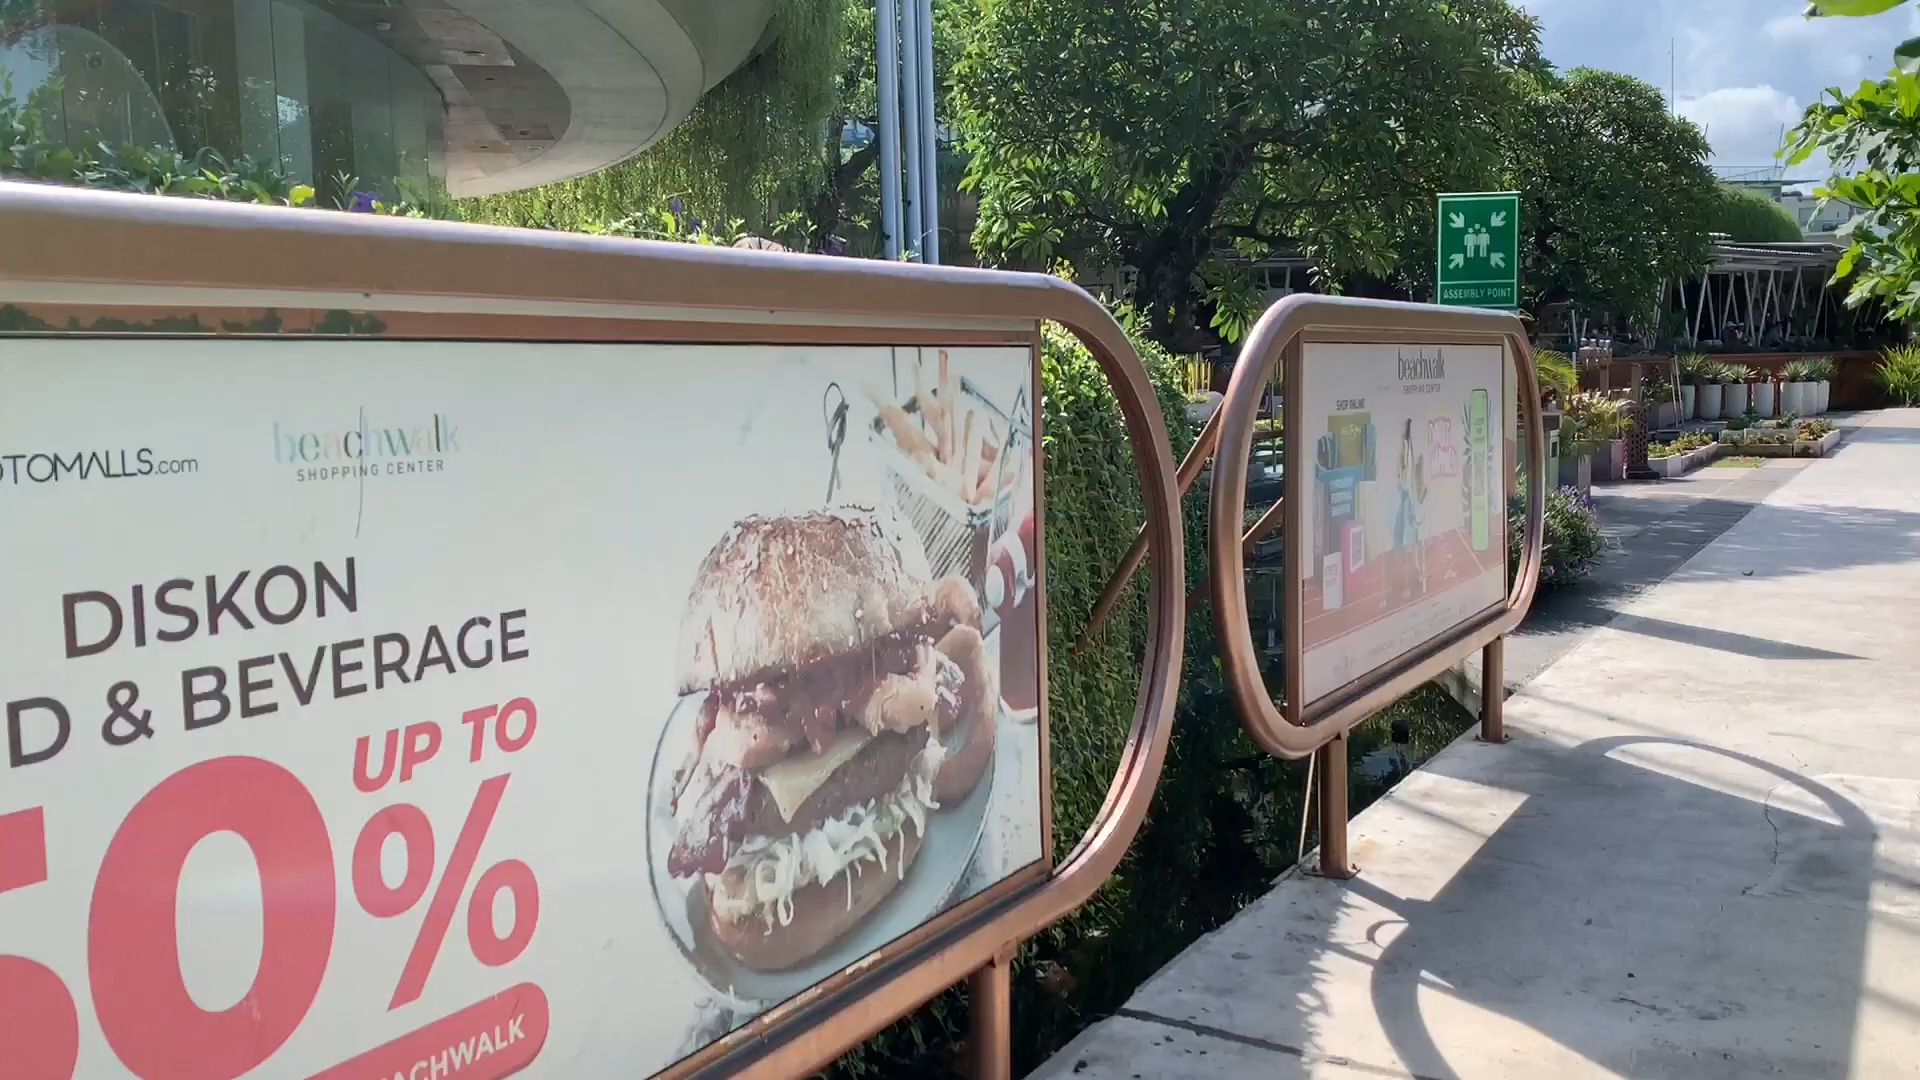 OTOMALLS.com
beachwalk
SHOPPING CENTER
DISKON
D & BEVERAGE
UP TO
50%
ACHWALK
beachwalk
SHOPPING CENTER
SHOP ONLINE
ASSEMBLY POINT